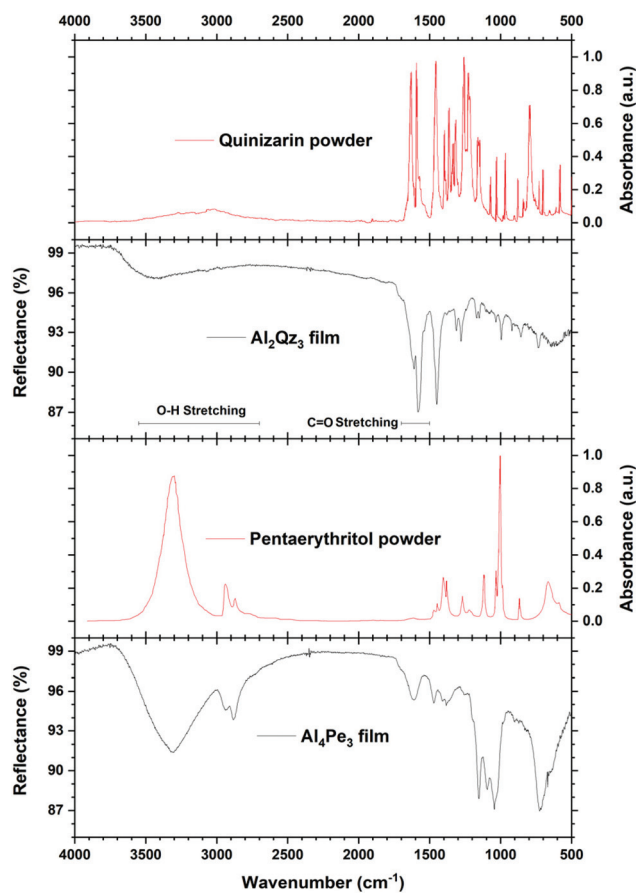 4000 3500 3000 2500 2000 1500 1000 500
1.0
0.8
0.6
0.4
0.2
0.0
Absorbance (a.u.)
Quinizarin powder
99
96
93
90
87
Reflectance (%)
Al₂Qz₃ film
O-H Stretching
C=O Stretching
1.0
0.8
0.6
0.4
0.2
0.0
Absorbance (a.u.)
Pentaerythritol powder
99
96
93
90
87
Reflectance (%)
Al₄Pe₃ film
4000 3500 3000 2500 2000 1500 1000 500
Wavenumber (cm⁻¹)